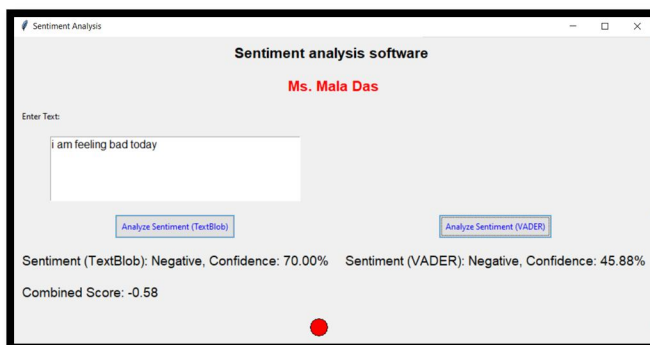 Sentiment Analysis
Sentiment analysis software
Ms. Mala Das
Enter Text:
i am feeling bad today
Analyze Sentiment (TextBlob)
Analyze Sentiment (VADER)
Sentiment (TextBlob): Negative, Confidence: 70.00%
Sentiment (VADER): Negative, Confidence: 45.88%
Combined Score: -0.58